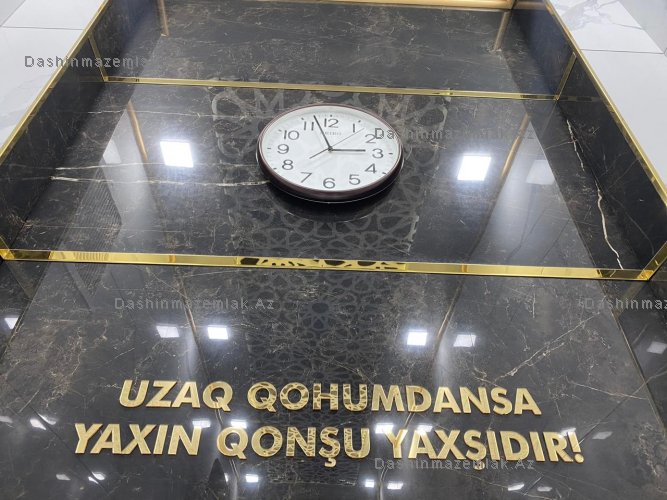 Dashinmazemlak.Az
Dashinmazemlak.Az
12
1
2
3
4
5
6
7
8
9
10
11
SEIKO
Dashinmazemlak.Az
Dashinmazemlak.Az
UZAQ QOHUMDANSA
YAXIN QONŞU YAXŞIDIR!
Dashinmazemlak.Az